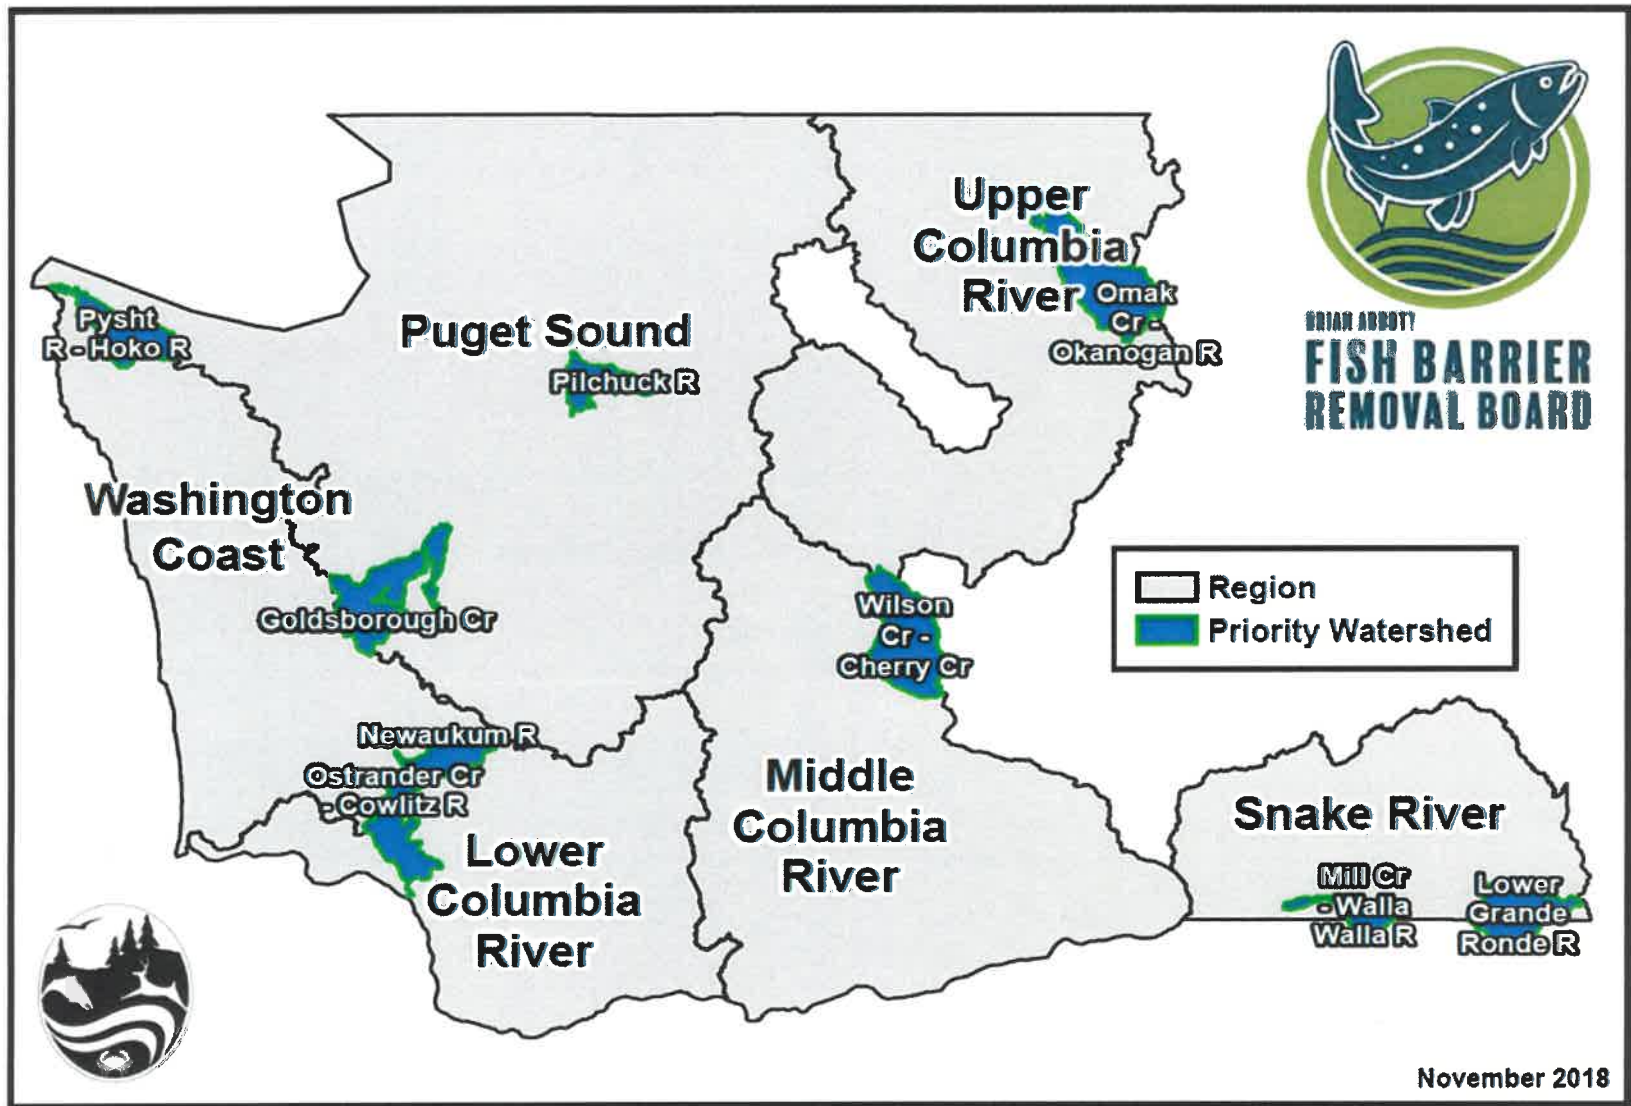 Upper
Columbia
River
Omak
Cr -
Okanogan R
BRIAN ABBOTT
FISH BARRIER
REMOVAL BOARD
Pysht
R - Hoko R
Puget Sound
Pilchuck R
Washington
Coast
Goldsborough Cr
Wilson
Cr -
Cherry Cr
Region
Priority Watershed
Newaukum R
Ostrander Cr
- Cowlitz R
Lower
Columbia
River
Middle
Columbia
River
Snake River
Mill Cr
- Walla
Walla R
Lower
Grande
Ronde R
November 2018